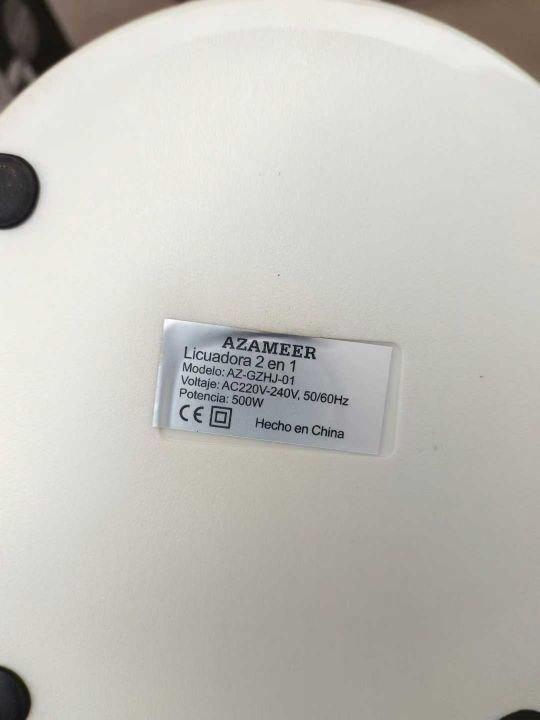 AZAMEER
Licuadora 2 en 1
Modelo: AZ-GZHJ-01
Voltaje: AC220V-240V, 50/60Hz
Potencia: 500W
CE Hecho en China